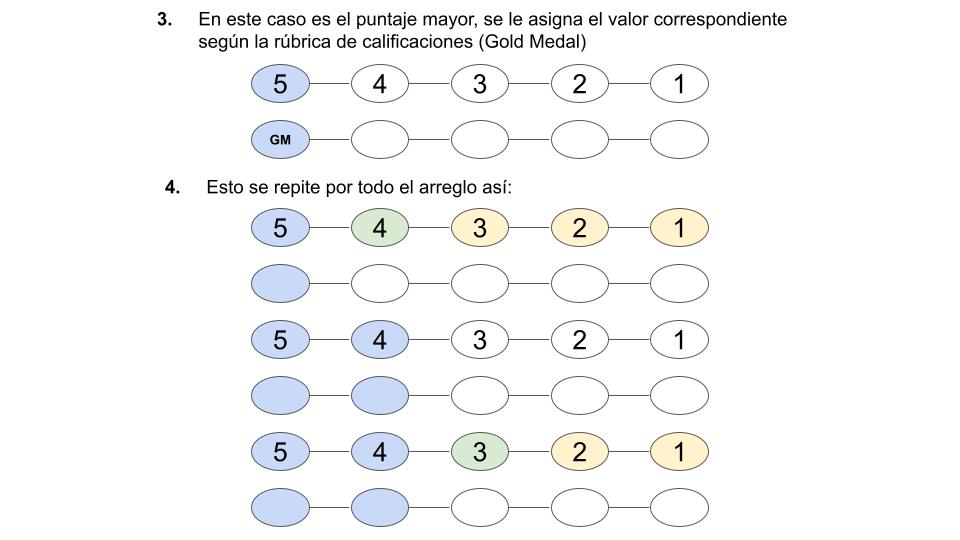 3. En este caso es el puntaje mayor, se le asigna el valor correspondiente
según la rúbrica de calificaciones (Gold Medal)
5 4 3 2 1
GM
4. Esto se repite por todo el arreglo así:
5 4 3 2 1
5 4 3 2 1
5 4 3 2 1